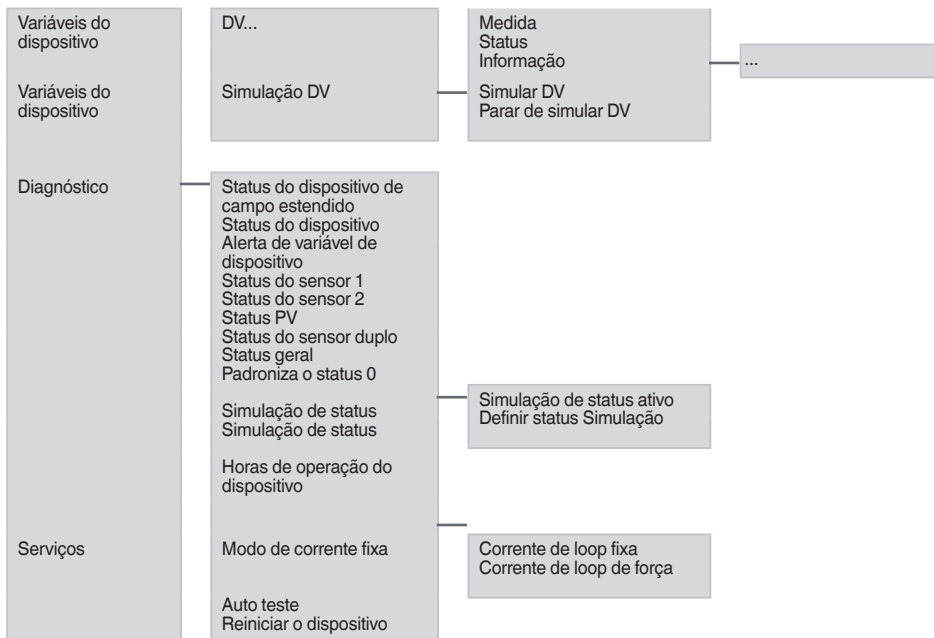 Variáveis do
dispositivo
DV...
Medida
Status
Informação
...
Variáveis do
dispositivo
Simulação DV
Simular DV
Parar de simular DV
Diagnóstico
Status do dispositivo de
campo estendido
Status do dispositivo
Alerta de variável de
dispositivo
Status do sensor 1
Status do sensor 2
Status PV
Status do sensor duplo
Status geral
Padroniza o status 0
Simulação de status
Simulação de status
Simulação de status ativo
Definir status Simulação
Horas de operação do
dispositivo
Serviços
Modo de corrente fixa
Corrente de loop fixa
Corrente de loop de força
Auto teste
Reiniciar o dispositivo